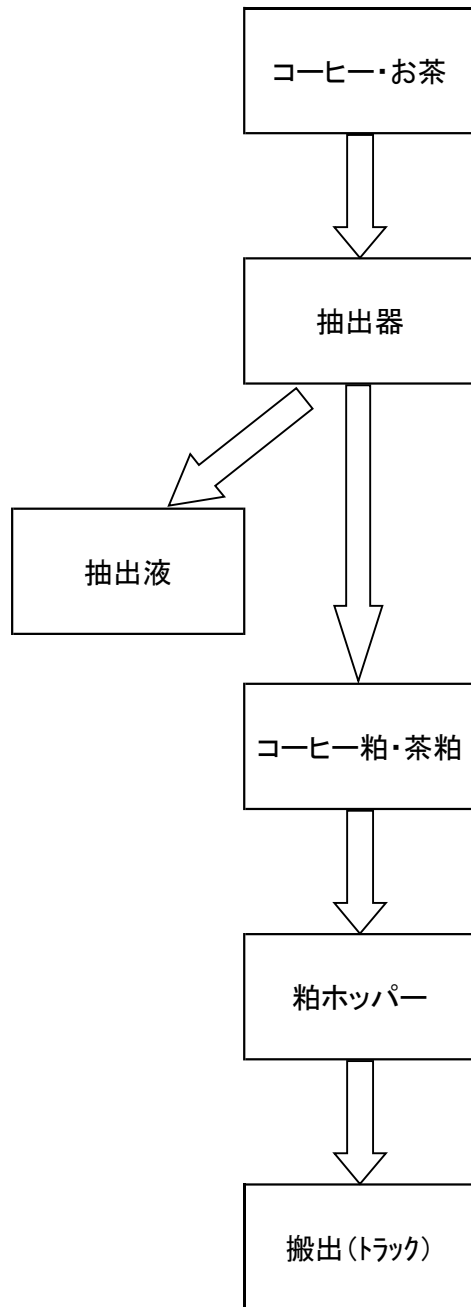 コーヒー・お茶
抽出器
抽出液
コーヒー粕・茶粕
粕ホッパー
搬出(トラック)